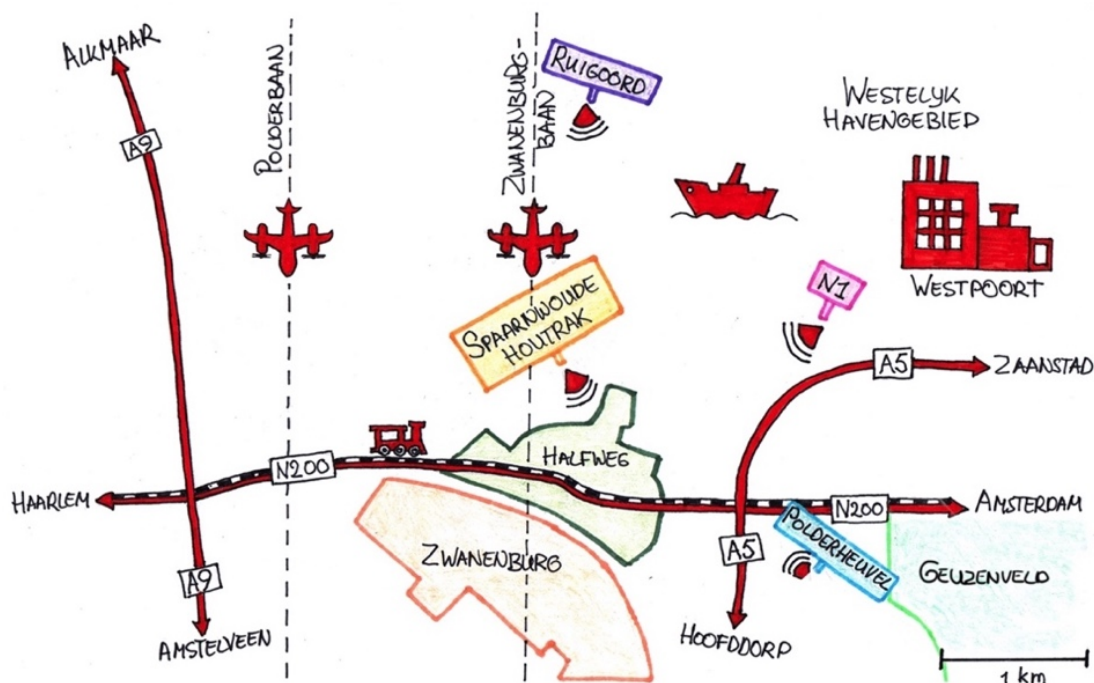 ALKMAAR
A9
POLDERBAAN
ZWANENBURG-
BAAN
RUIGOORD
WESTELYK
HAVENGEBIED
WESTPOORT
N1
SPAARNWOUDE
HOUTRAK
A5
ZAANSTAD
HALFWEG
HAARLEM
N200
N200
AMSTERDAM
ZWANENBURG
A5
POLDERHEUVEL
GEUZENVELD
A9
AMSTELVEEN
HOOFDDORP
1 km